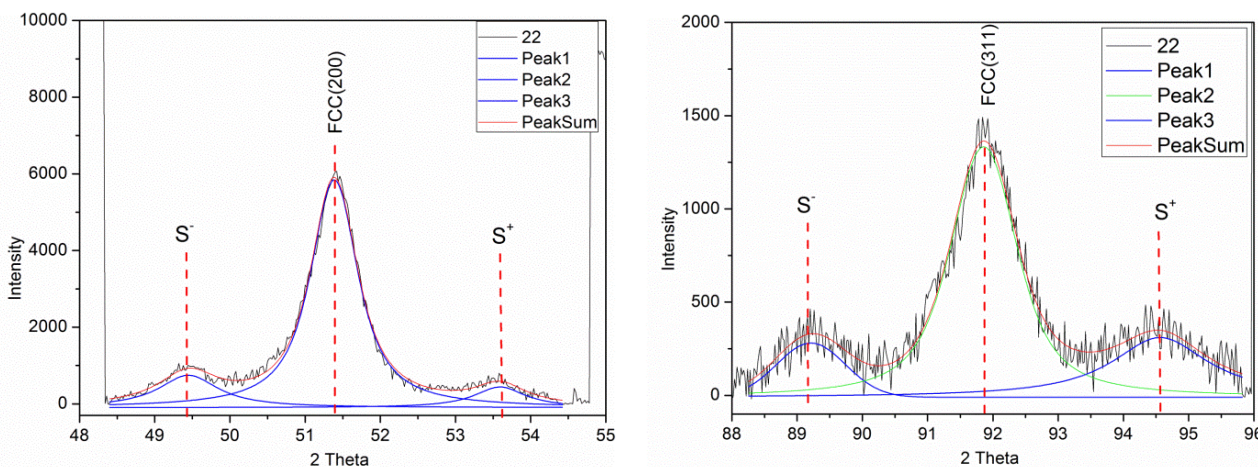 10000
8000
6000
4000
2000
0
Intensity
48
49
50
51
52
53
54
55
2 Theta
S-
FCC(200)
S+
22
Peak1
Peak2
Peak3
PeakSum
2000
1500
1000
500
0
Intensity
88
89
90
91
92
93
94
95
96
2 Theta
S-
FCC(311)
S+
22
Peak1
Peak2
Peak3
PeakSum